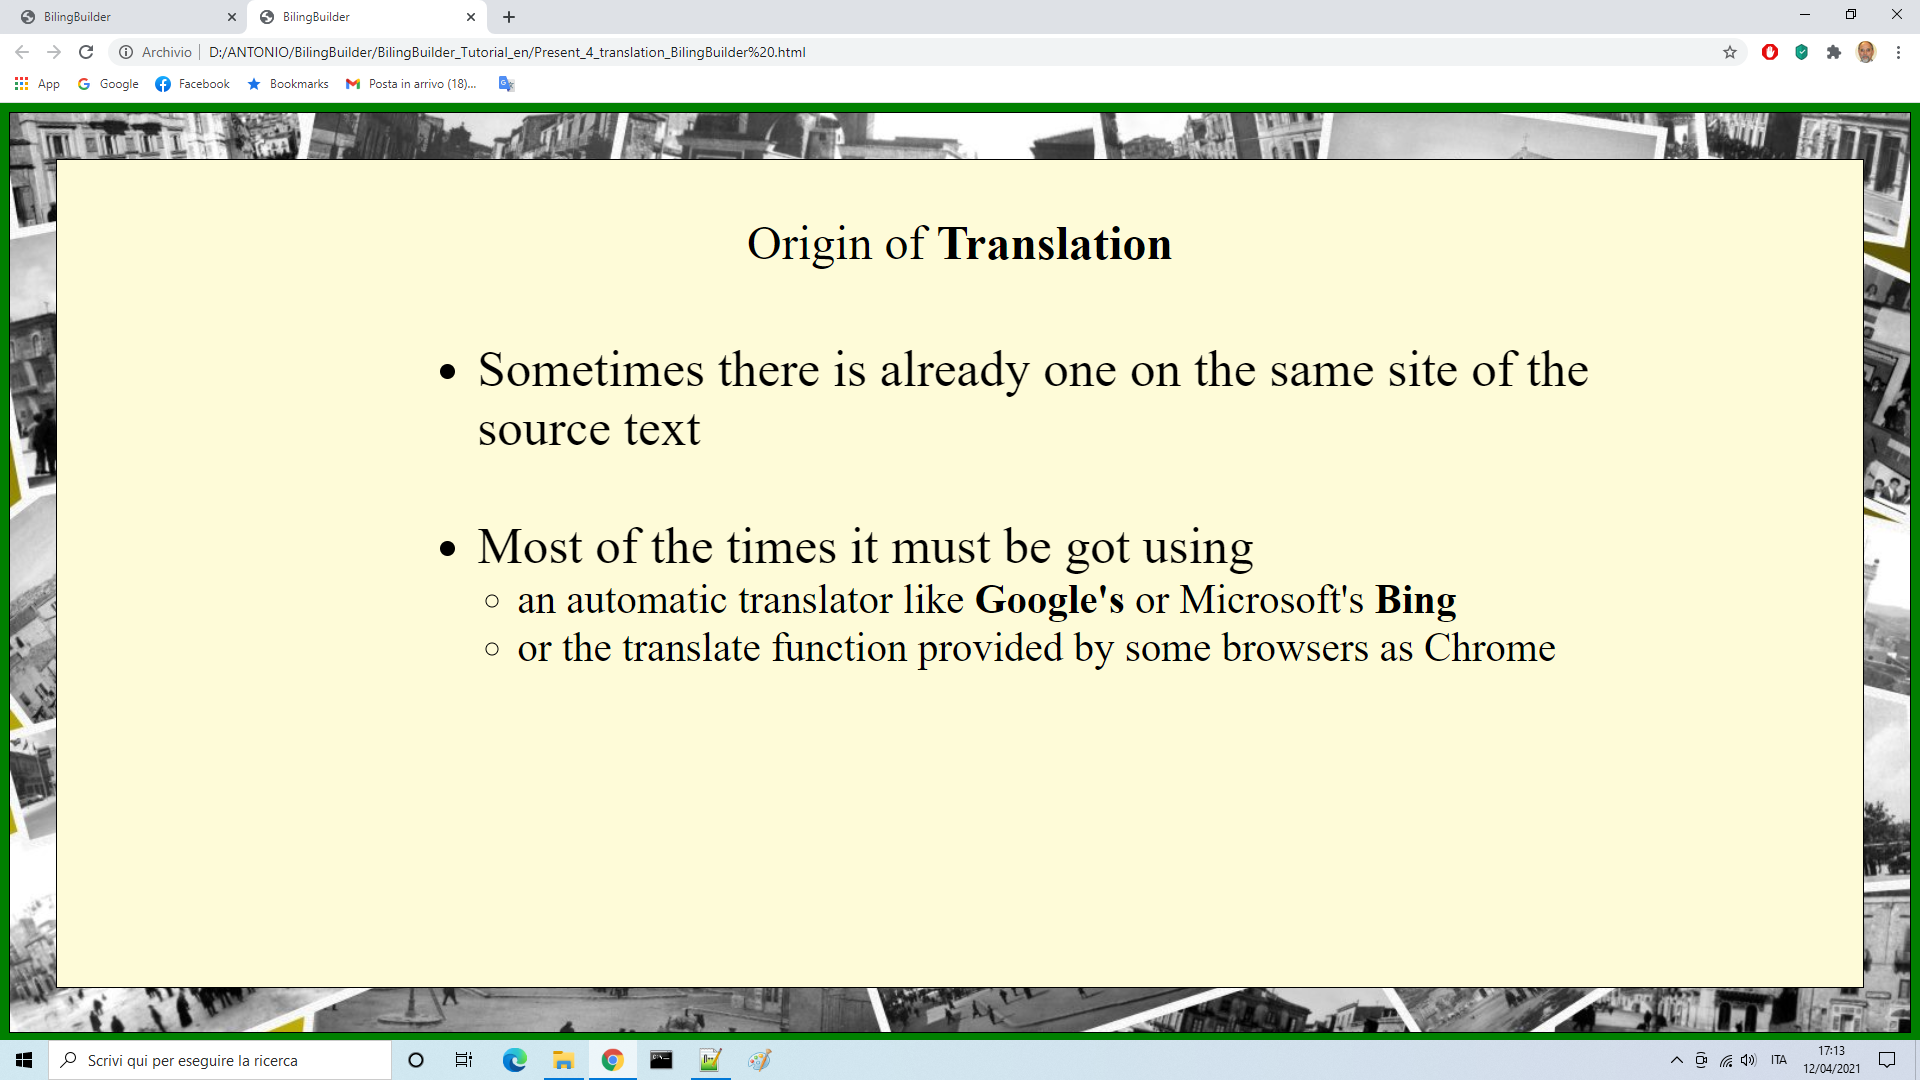 BilingBuilder
BilingBuilder
Archivio D:/ANTONIO/BilingBuilder/BilingBuilder_Tutorial_en/Present_4_translation_BilingBuilder%20.html
App Google Facebook Bookmarks Posta in arrivo (18)...
Origin of Translation
• Sometimes there is already one on the same site of the
source text
• Most of the times it must be got using
○ an automatic translator like Google's or Microsoft's Bing
○ or the translate function provided by some browsers as Chrome
Scrivi qui per eseguire la ricerca
ITA
17:13
12/04/2021